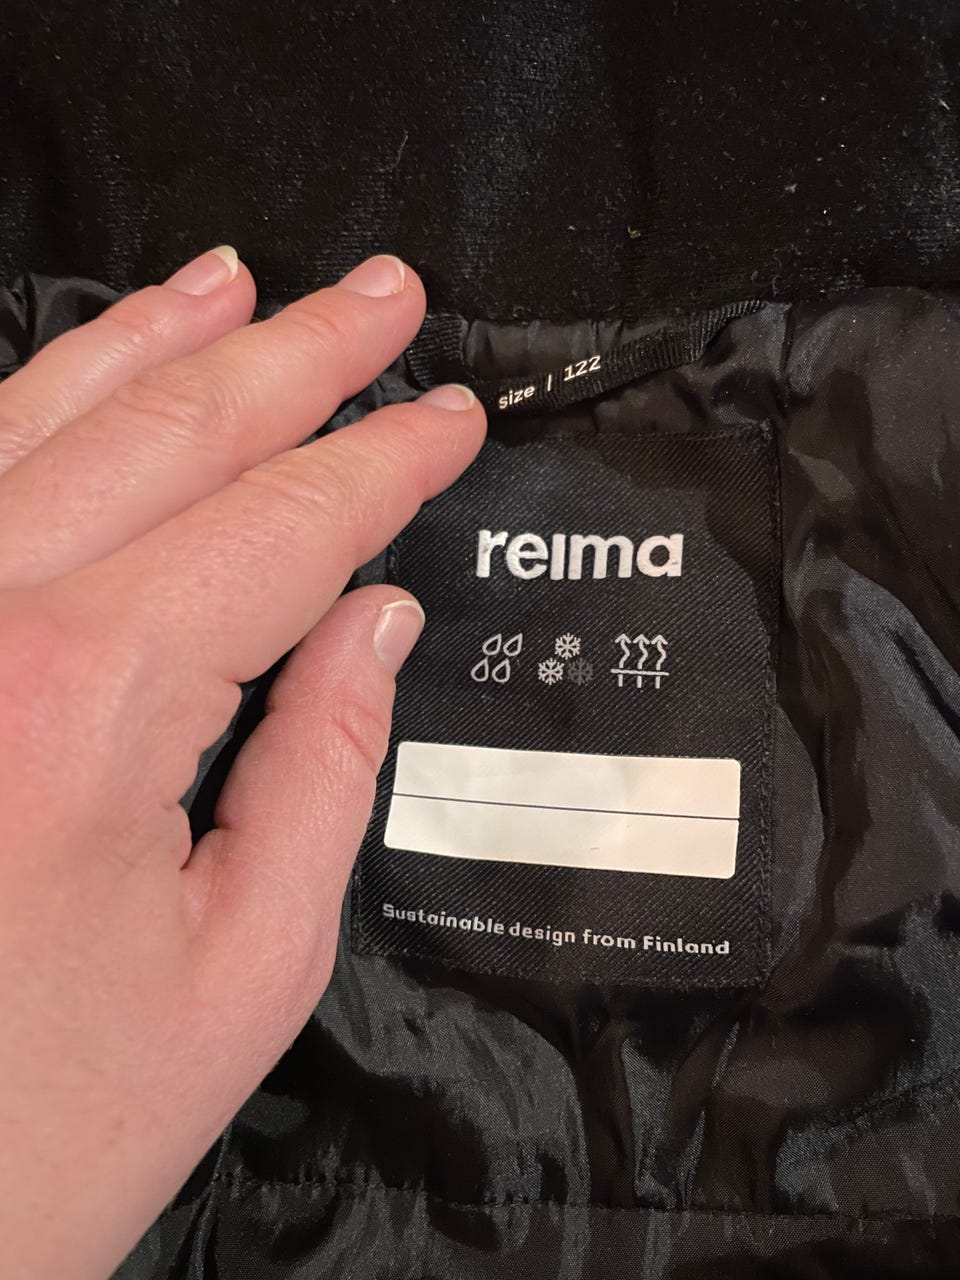 size | 122
reima
Sustainable design from Finland